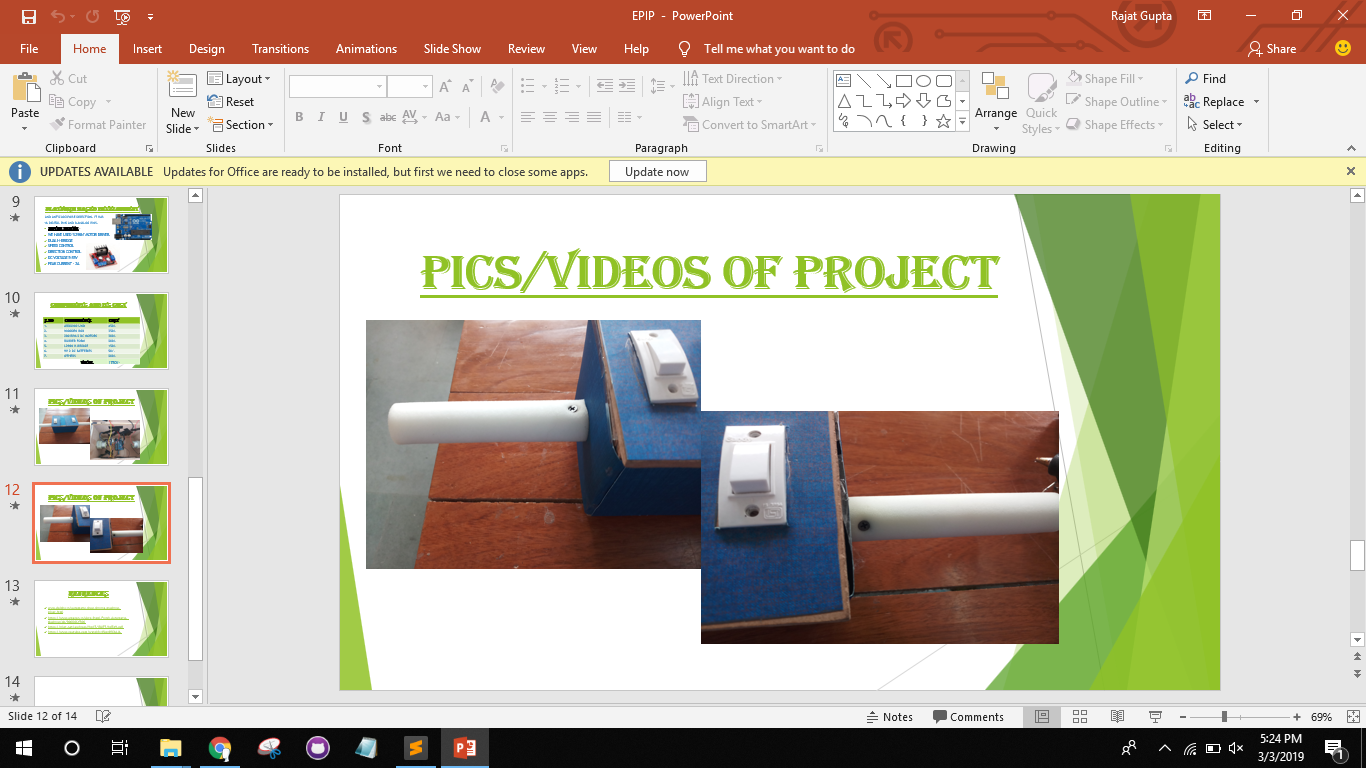 EPIP - PowerPoint
Rajat Gupta
File Home Insert Design Transitions Animations Slide Show Review View Help Tell me what you want to do Share
Paste
Cut
Copy
Format Painter
Clipboard
New Slide
Layout
Reset
Section
Slides
B I U S abc AV Aa A
Font
Text Direction
Align Text
Convert to SmartArt
Paragraph
Arrange
Quick Styles
Shape Fill
Shape Outline
Shape Effects
Drawing
Find
Replace
Select
Editing
UPDATES AVAILABLE Updates for Office are ready to be installed, but first we need to close some apps. Update now
9
10
11
PICS/VIDEOS OF PROJECT
12
PICS/VIDEOS OF PROJECT
13
14
PICS/VIDEOS OF PROJECT
Slide 12 of 14
Notes Comments 69%
5:24 PM
3/3/2019
1